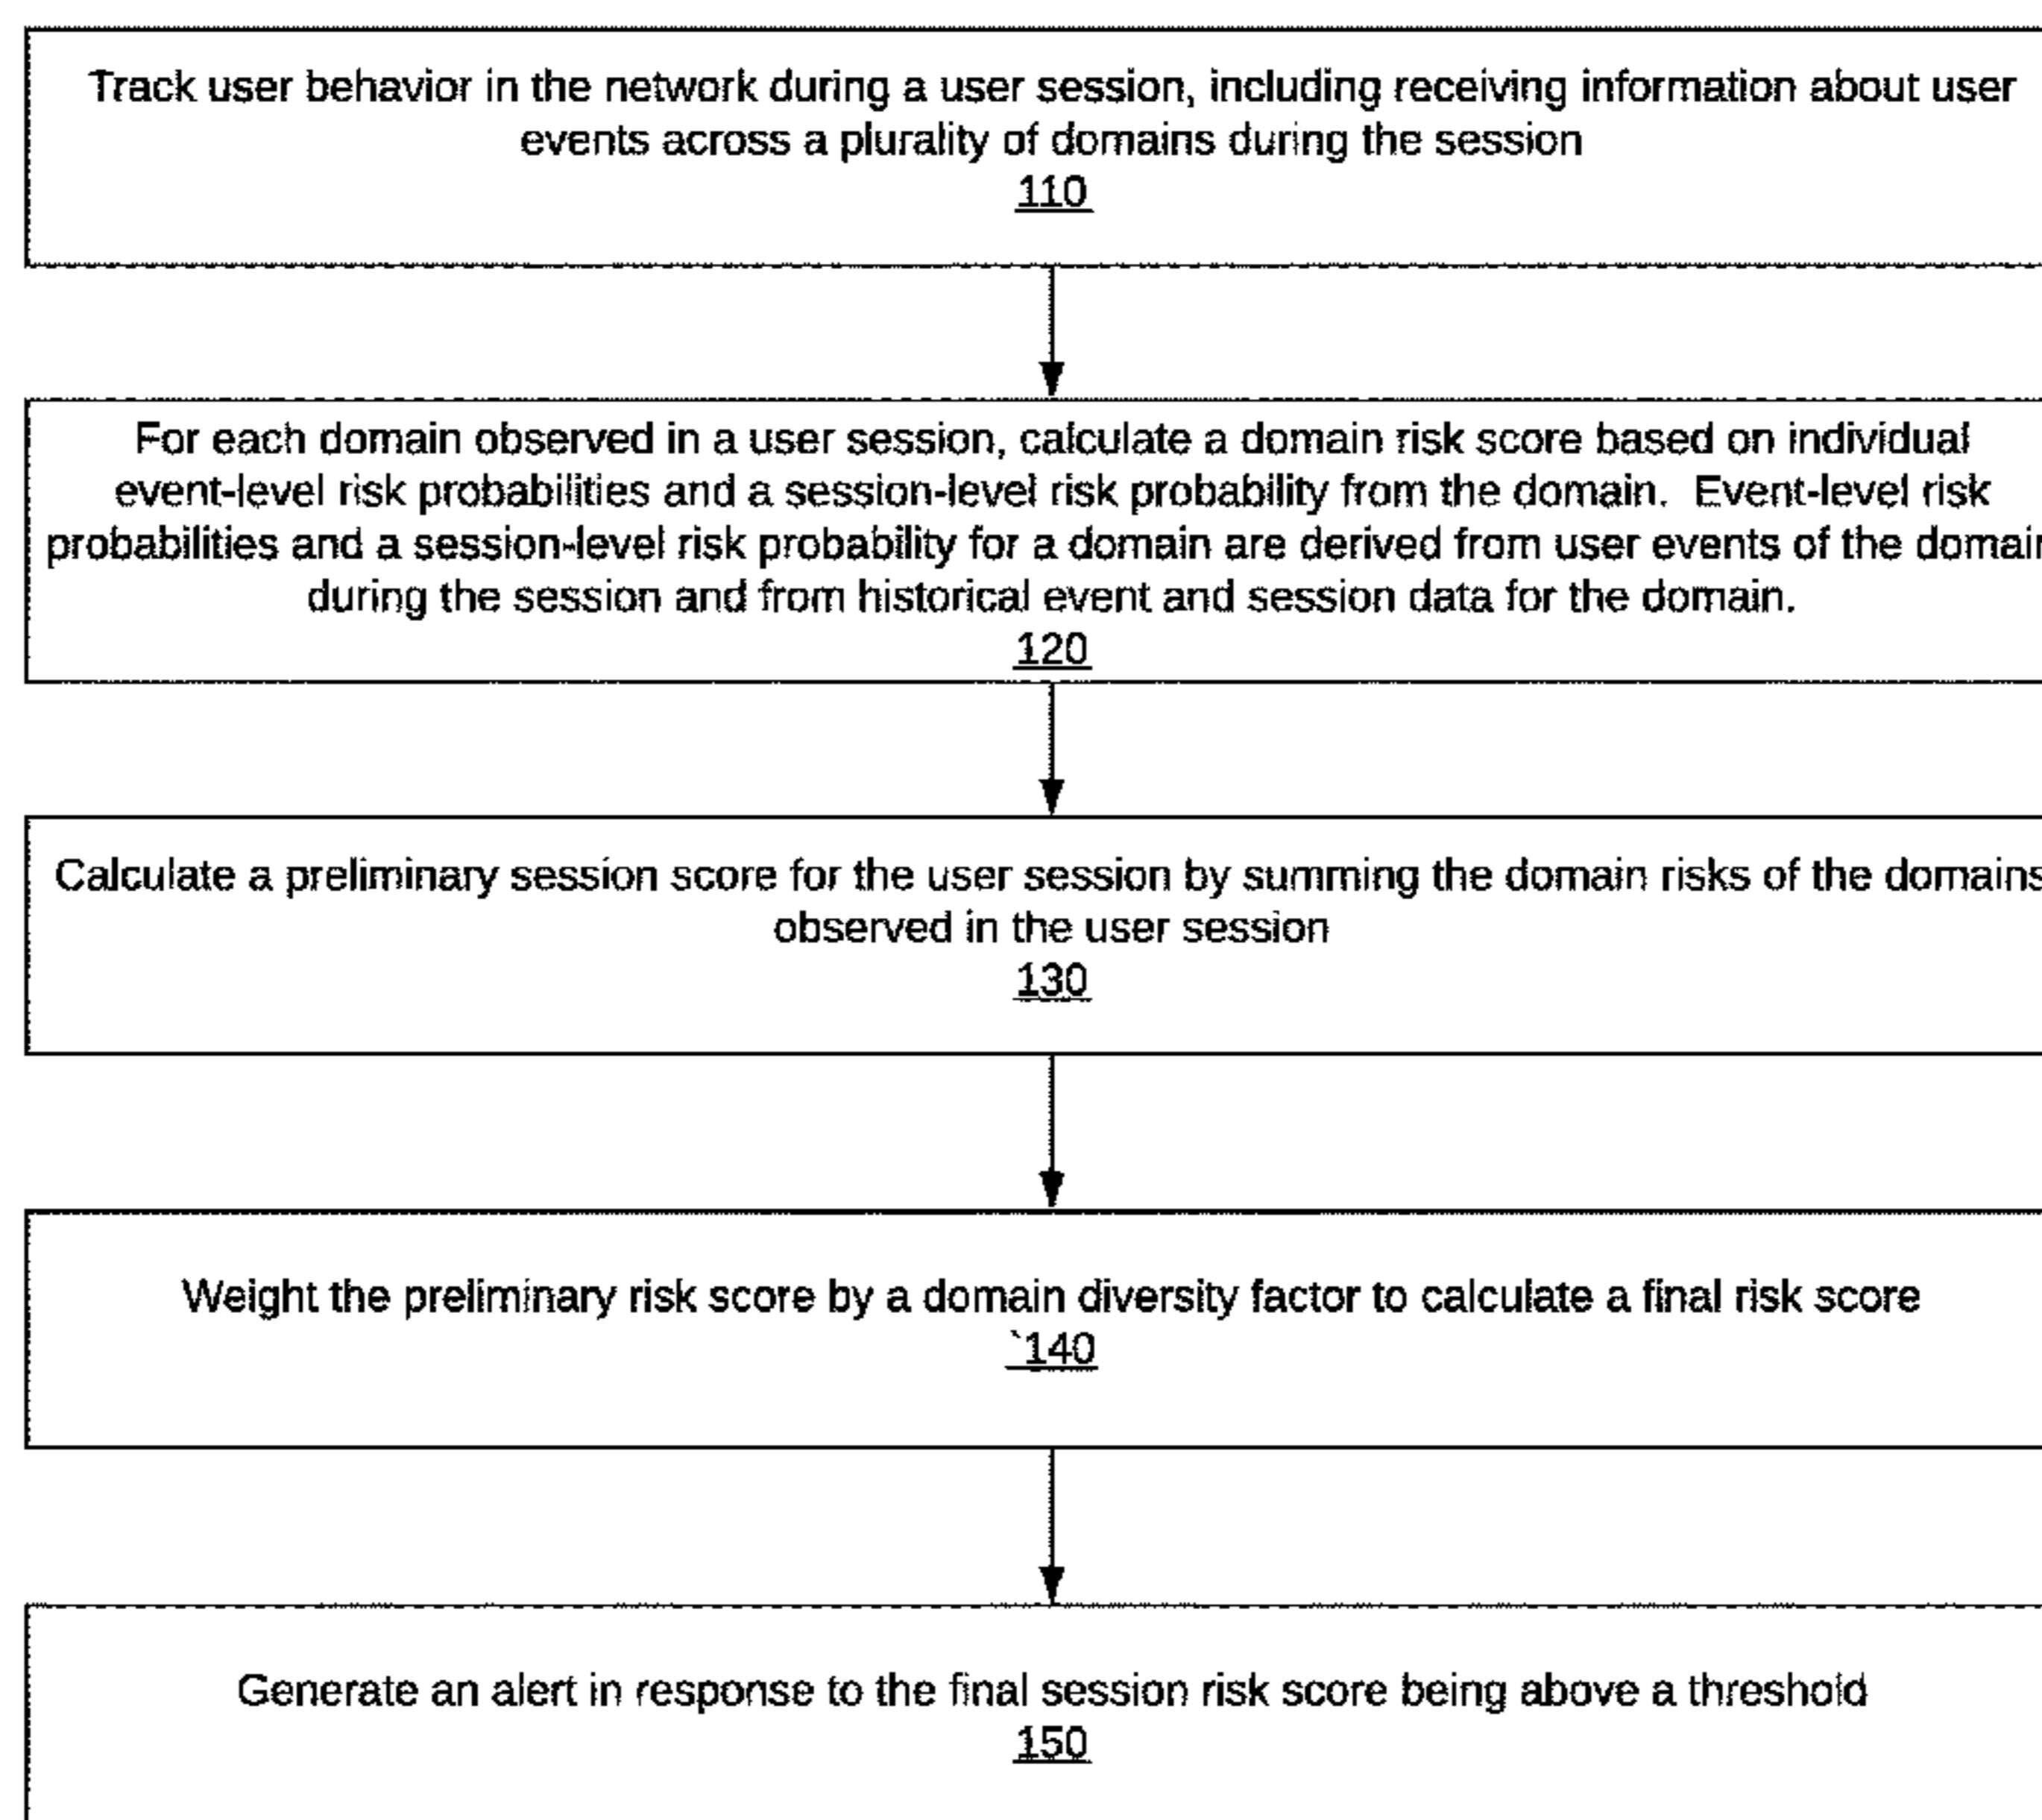 Track user behavior in the network during a user session, including receiving information about user
events across a plurality of domains during the session
110
For each domain observed in a user session, calculate a domain risk score based on individual
event-level risk probabilities and a session-level risk probability from the domain.  Event-level risk
probabilities and a session-level risk probability for a domain are derived from user events of the domain
during the session and from historical event and session data for the domain.
120
Calculate a preliminary session score for the user session by summing the domain risks of the domains
observed in the user session
130
Weight the preliminary risk score by a domain diversity factor to calculate a final risk score
`140
Generate an alert in response to the final session risk score being above a threshold
150